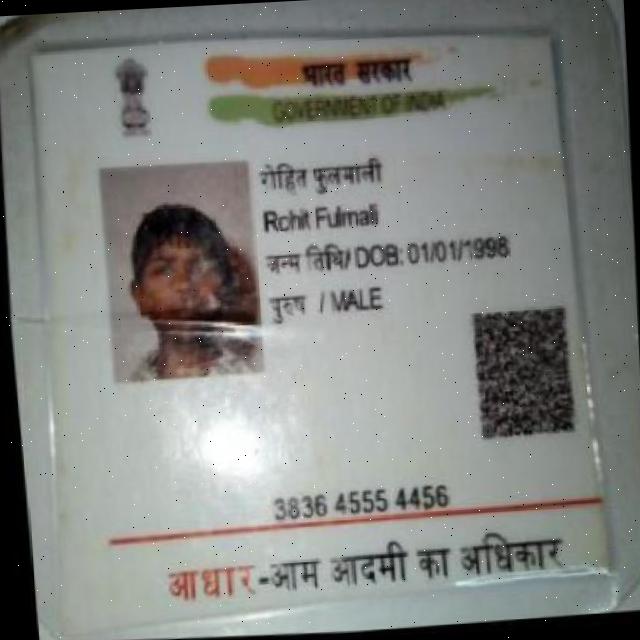 भारत सरकार
GOVERNMENT OF INDIA
रोहित फुलमाली
Rohit Fulmali
जन्म तिथि/ DOB: 01/01/1998
पुरुष / MALE
3836 4555 4456
आधार-आम आदमी का अधिकार